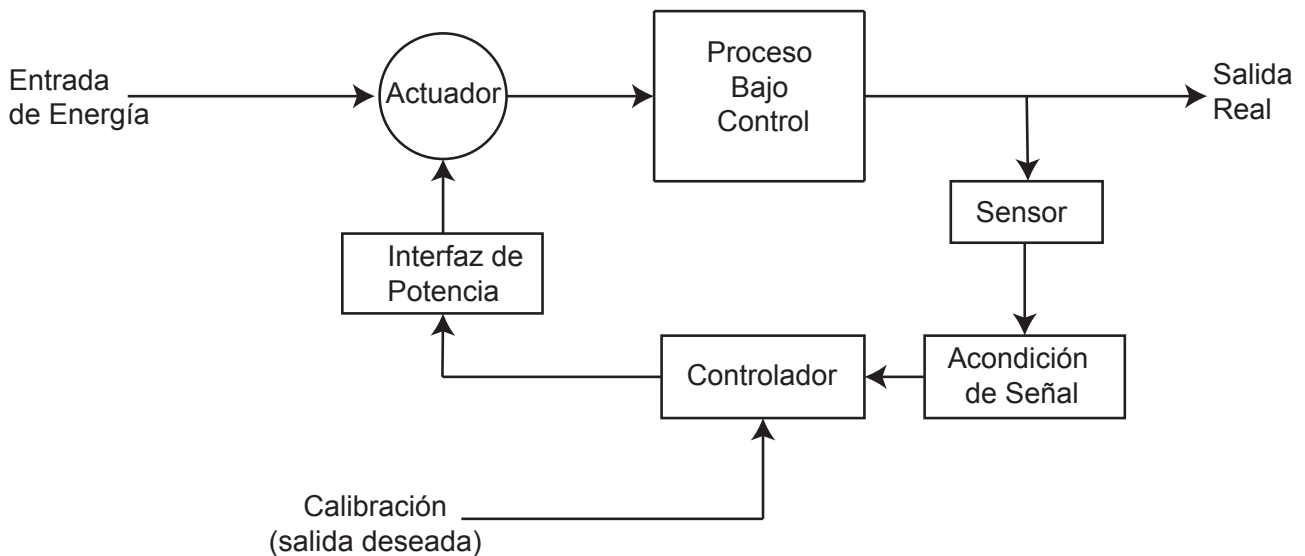 Entrada
de Energía
Actuador
Proceso
Bajo
Control
Salida
Real
Sensor
Interfaz de
Potencia
Controlador
Acondición
de Señal
Calibración
(salida deseada)